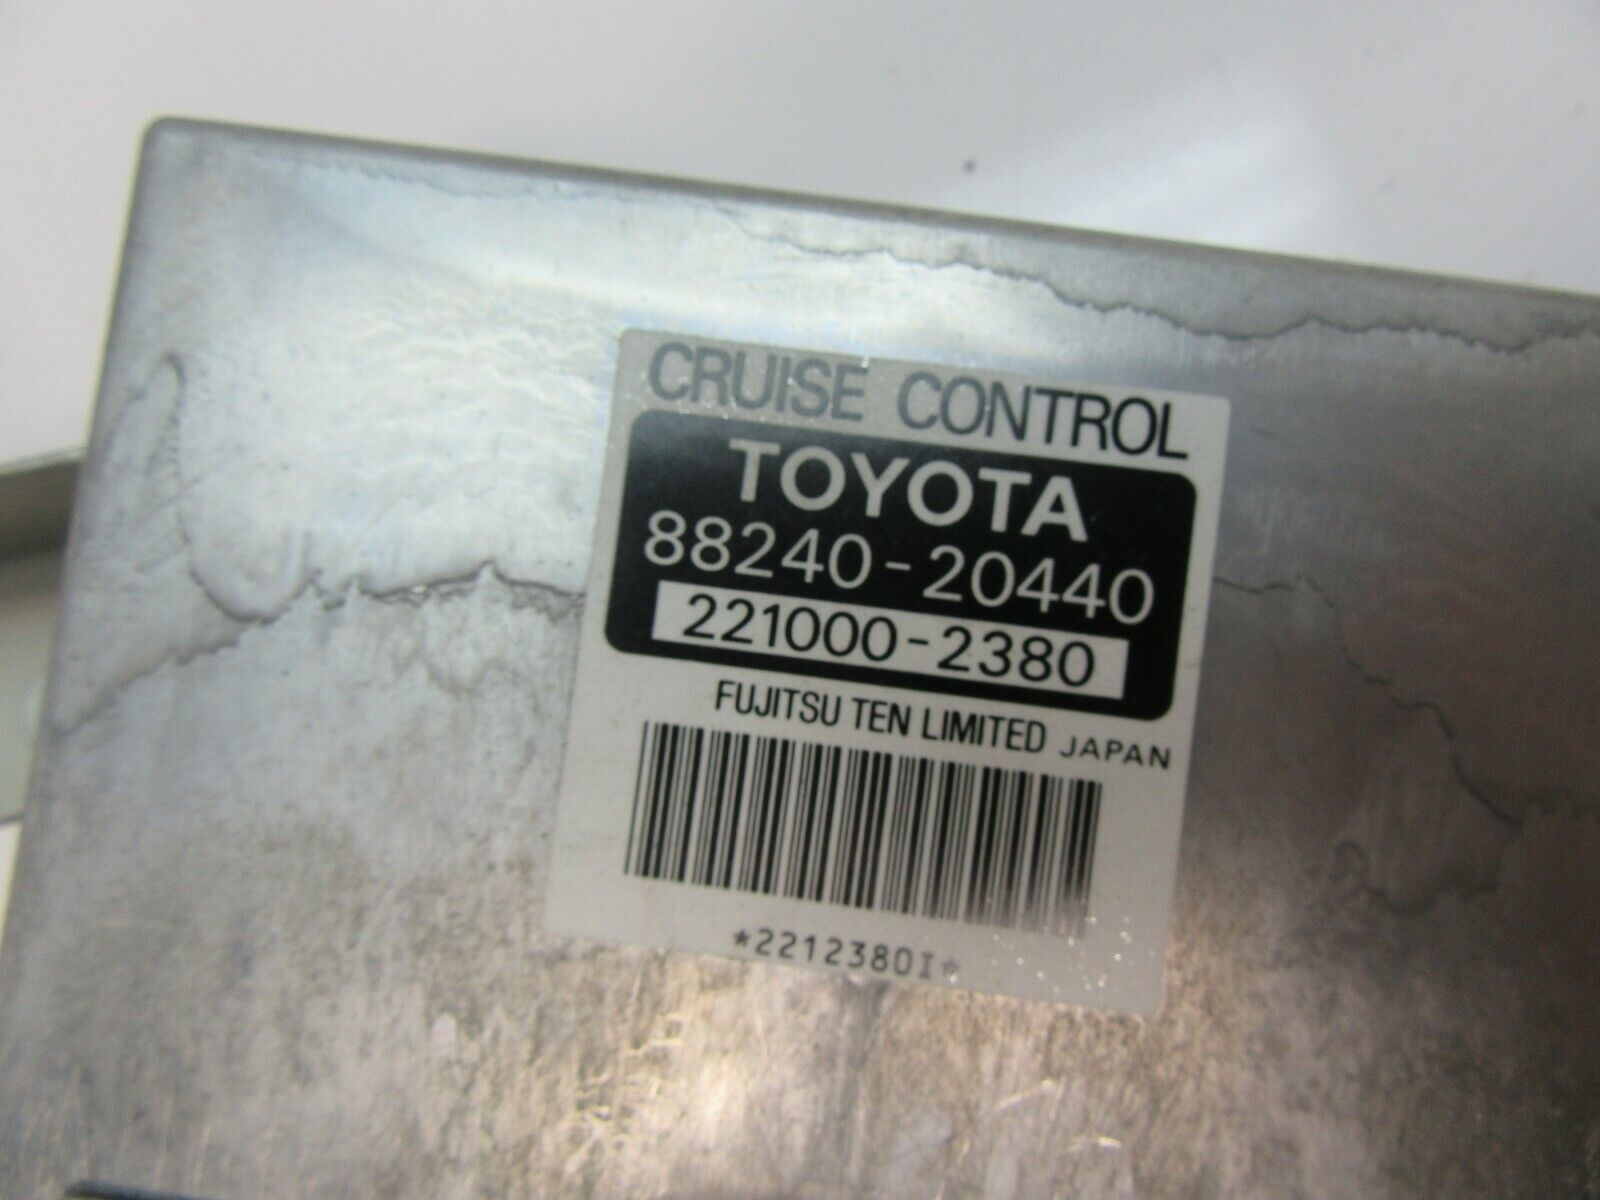 CRUISE CONTROL
TOYOTA
88240-20440
221000-2380
FUJITSU TEN LIMITED JAPAN
*2212380I*